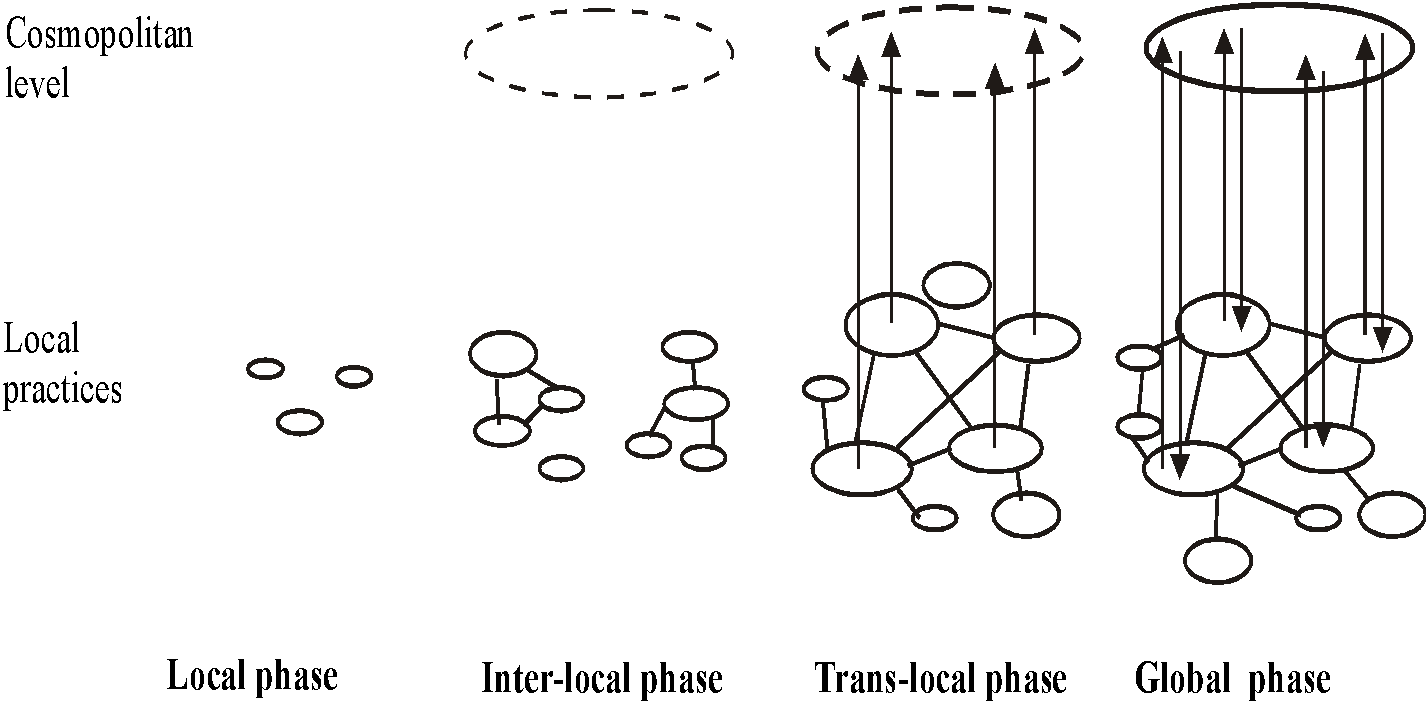 Cosmopolitan
level
Local
practices
Local phase
Inter-local phase
Trans-local phase
Global phase